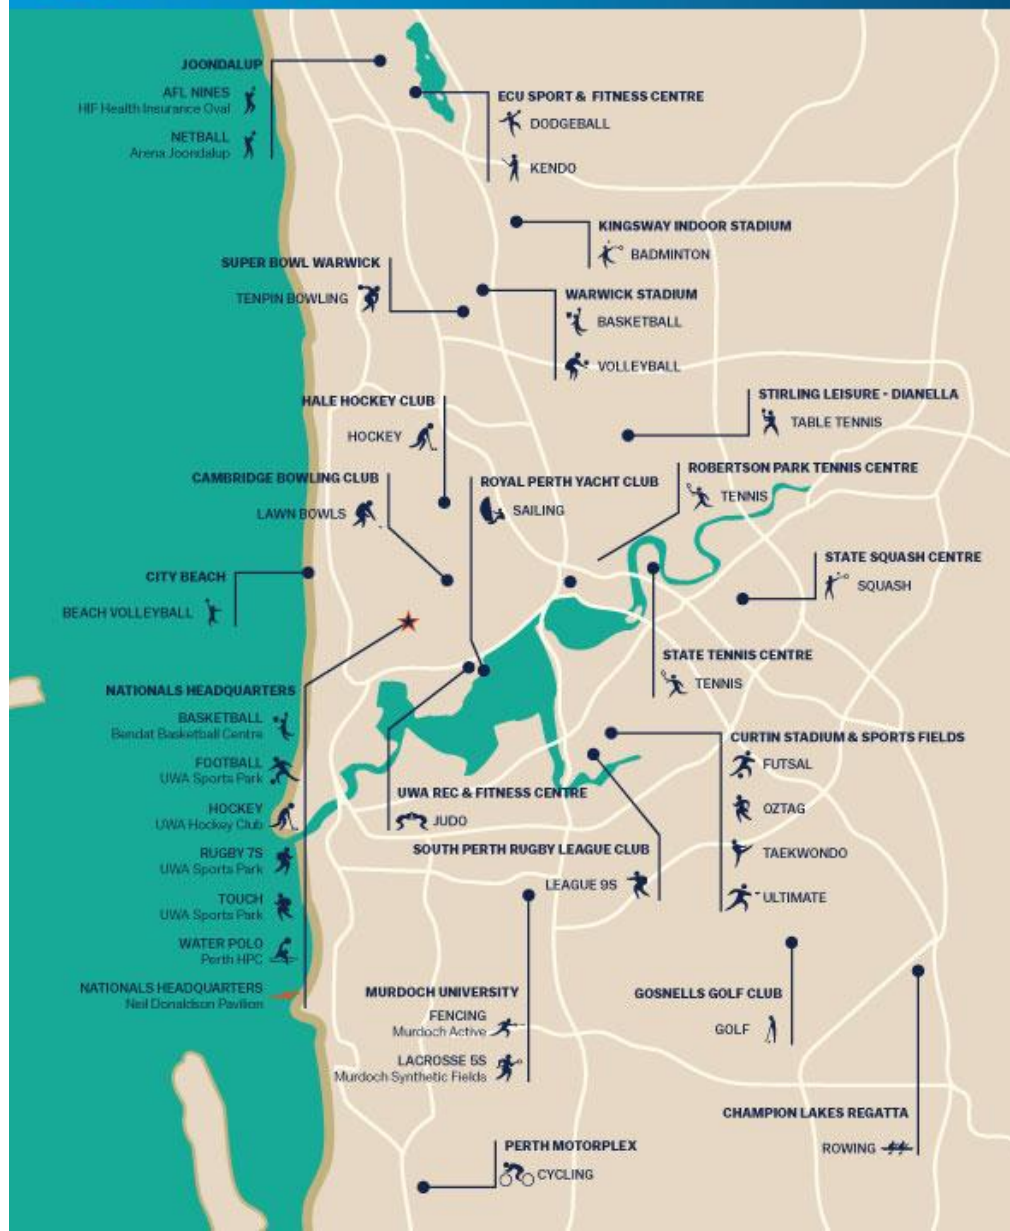 JOONDALUP
AFL NINES
HIF Health Insurance Oval
NETBALL
Arena Joondalup
ECU SPORT & FITNESS CENTRE
DODGEBALL
KENDO
KINGSWAY INDOOR STADIUM
BADMINTON
SUPER BOWL WARWICK
TENPIN BOWLING
WARWICK STADIUM
BASKETBALL
VOLLEYBALL
HALE HOCKEY CLUB
HOCKEY
STIRLING LEISURE - DIANELLA
TABLE TENNIS
CAMBRIDGE BOWLING CLUB
LAWN BOWLS
ROYAL PERTH YACHT CLUB
SAILING
ROBERTSON PARK TENNIS CENTRE
TENNIS
CITY BEACH
BEACH VOLLEYBALL
STATE SQUASH CENTRE
SQUASH
STATE TENNIS CENTRE
TENNIS
NATIONALS HEADQUARTERS
BASKETBALL
Bendat Basketball Centre
FOOTBALL
UWA Sports Park
HOCKEY
UWA Hockey Club
RUGBY 7S
UWA Sports Park
TOUCH
UWA Sports Park
WATER POLO
Perth HPC
NATIONALS HEADQUARTERS
Neil Donaldson Pavilion
UWA REC & FITNESS CENTRE
JUDO
CURTIN STADIUM & SPORTS FIELDS
FUTSAL
OZTAG
TAEKWONDO
ULTIMATE
SOUTH PERTH RUGBY LEAGUE CLUB
LEAGUE 9S
MURDOCH UNIVERSITY
FENCING
Murdoch Active
LACROSSE 5S
Murdoch Synthetic Fields
GOSNELLS GOLF CLUB
GOLF
CHAMPION LAKES REGATTA
ROWING
PERTH MOTORPLEX
CYCLING